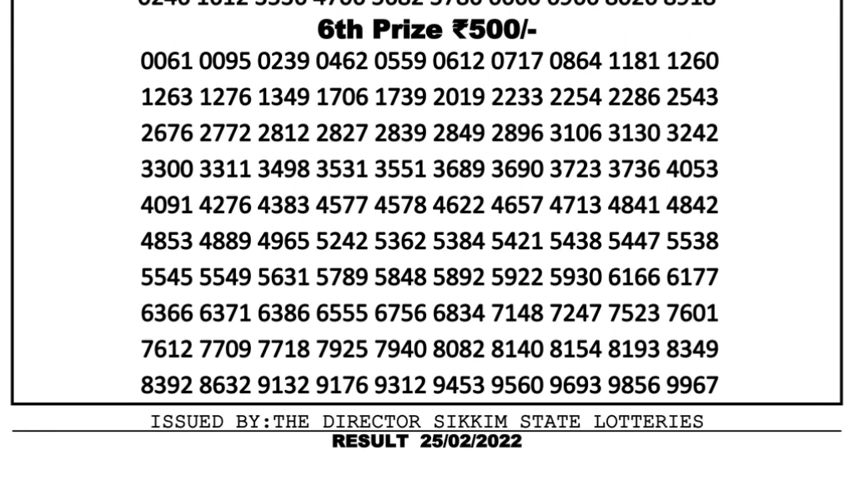 6th Prize ₹500/-
0061 0095 0239 0462 0559 0612 0717 0864 1181 1260
1263 1276 1349 1706 1739 2019 2233 2254 2286 2543
2676 2772 2812 2827 2839 2849 2896 3106 3130 3242
3300 3311 3498 3531 3551 3689 3690 3723 3736 4053
4091 4276 4383 4577 4578 4622 4657 4713 4841 4842
4853 4889 4965 5242 5362 5384 5421 5438 5447 5538
5545 5549 5631 5789 5848 5892 5922 5930 6166 6177
6366 6371 6386 6555 6756 6834 7148 7247 7523 7601
7612 7709 7718 7925 7940 8082 8140 8154 8193 8349
8392 8632 9132 9176 9312 9453 9560 9693 9856 9967
ISSUED BY:THE DIRECTOR SIKKIM STATE LOTTERIES
RESULT 25/02/2022